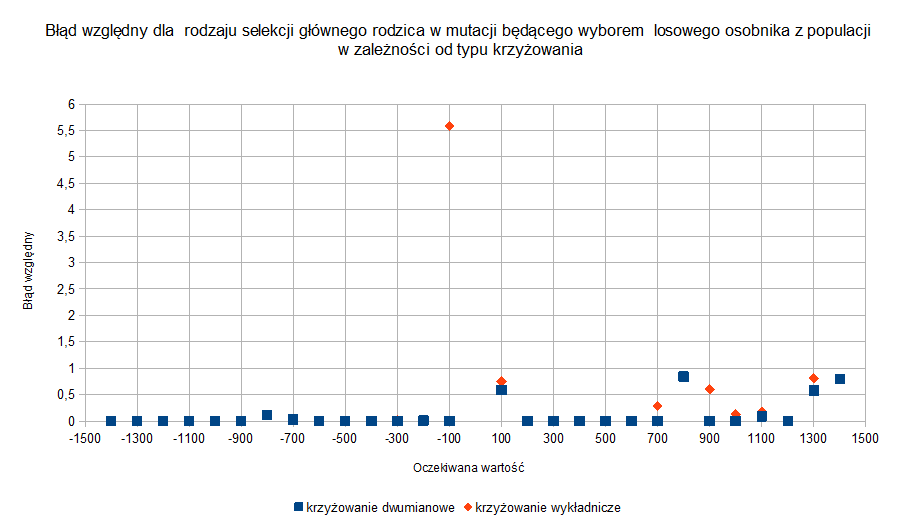 Błąd względny dla rodzaju selekcji głównego rodzica w mutacji będącego wyborem losowego osobnika z populacji
w zależności od typu krzyżowania
6
5,5
5
4,5
4
3,5
3
2,5
2
1,5
1
0,5
0
Błąd względny
-1500 -1300 -1100 -900 -700 -500 -300 -100 100 300 500 700 900 1100 1300 1500
Oczekiwana wartość
krzyżowanie dwumianowe krzyżowanie wykładnicze